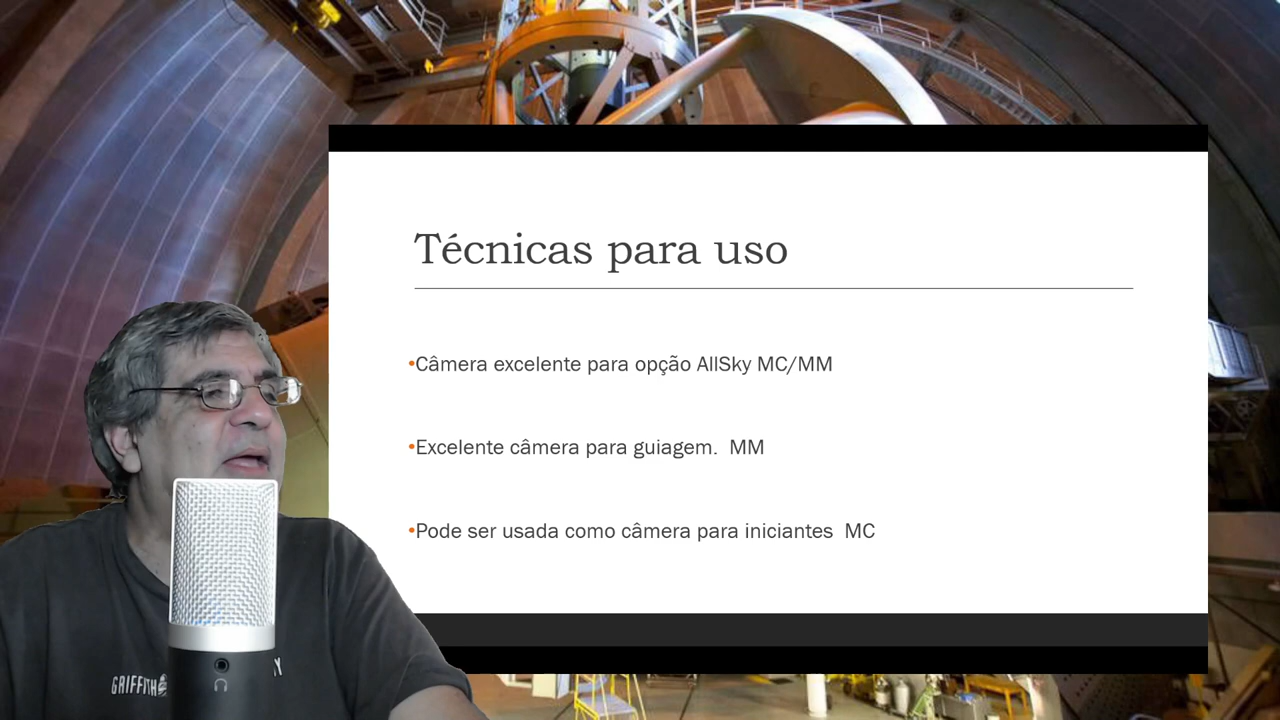 Técnicas para uso
•Câmera excelente para opção AllSky MC/MM
•Excelente câmera para guiagem.  MM
•Pode ser usada como câmera para iniciantes  MC
GRIFFITH